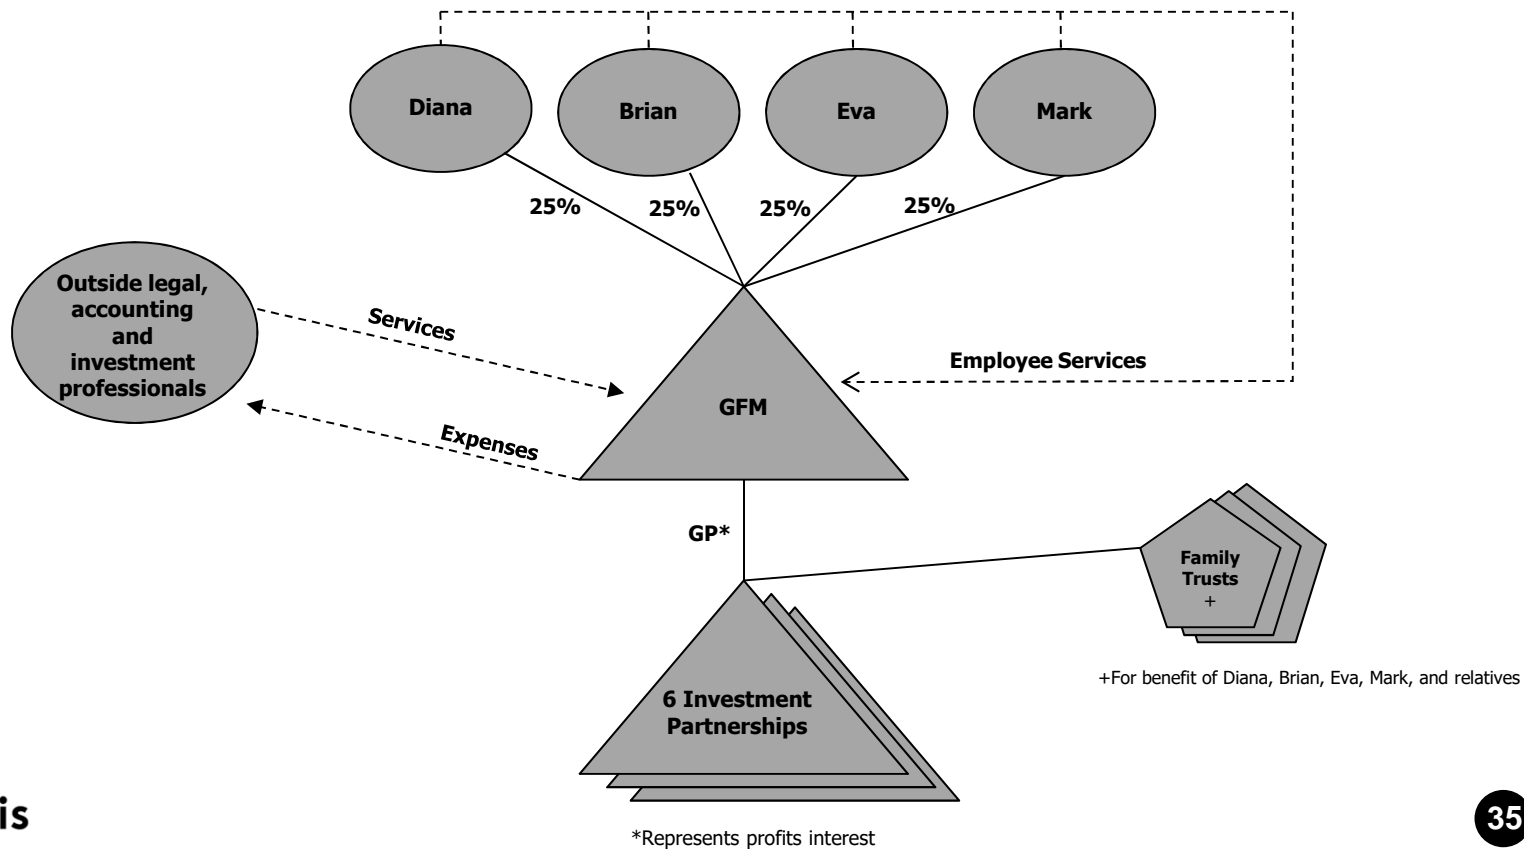 Diana
Brian
Eva
Mark
25%
25%
25%
25%
Outside legal,
accounting
and
investment
professionals
Services
Employee Services
GFM
Expenses
GP*
Family
Trusts
+
+For benefit of Diana, Brian, Eva, Mark, and relatives
6 Investment
Partnerships
is
35
*Represents profits interest